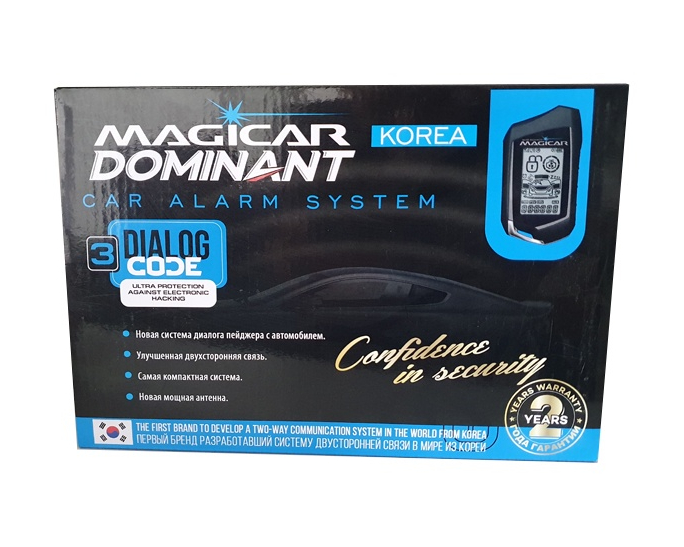 MAGICAR
DOMINANT
KOREA
CAR ALARM SYSTEM
MAGICAR
3 DIALOG
CODE
ULTRA PROTECTION
AGAINST ELECTRONIC
HACKING
Новая система диалога пейджера с автомобилем.
Улучшенная двухсторонняя связь.
Самая компактная система.
Новая мощная антенна.
Confidence
in security
YEARS WARRANTY
2
YEARS
ГОДА ГАРАНТИИ
THE FIRST BRAND TO DEVELOP A TWO-WAY COMMUNICATION SYSTEM IN THE WORLD FROM KOREA
ПЕРВЫЙ БРЕНД РАЗРАБОТАВШИЙ СИСТЕМУ ДВУСТОРОННЕЙ СВЯЗИ В МИРЕ ИЗ КОРЕИ